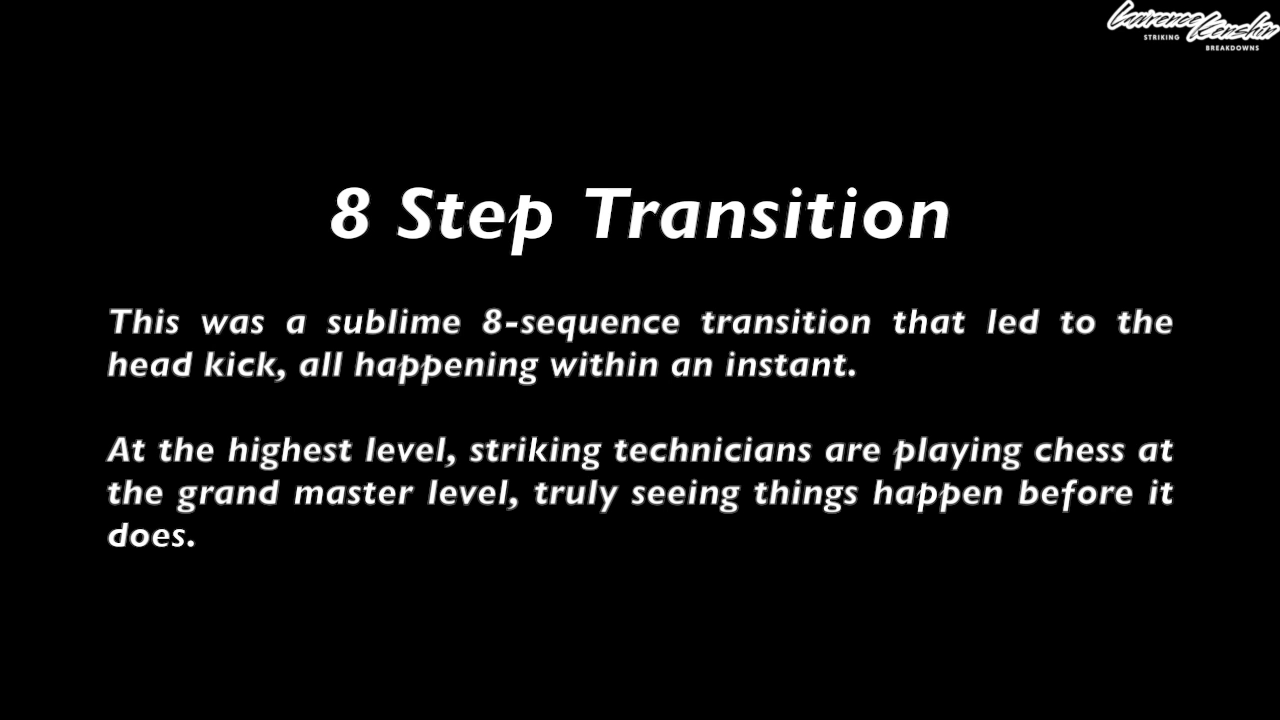 Lawrence Kenshin
STRIKING
BREAKDOWNS
8 Step Transition
This was a sublime 8-sequence transition that led to the
head kick, all happening within an instant.
At the highest level, striking technicians are playing chess at
the grand master level, truly seeing things happen before it
does.